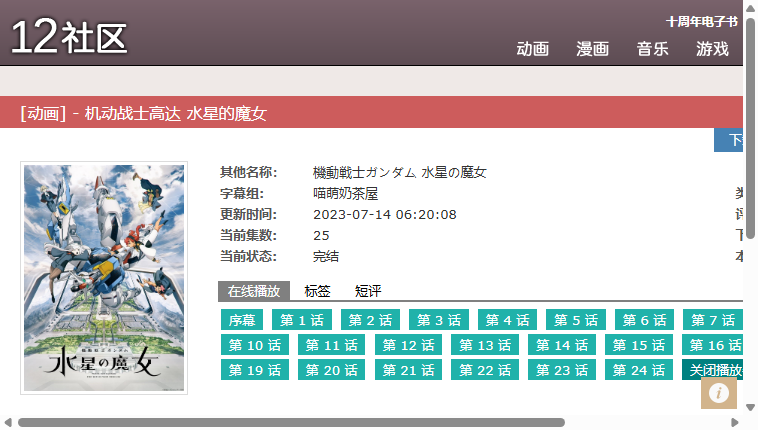 12社区
十周年电子书
动画 漫画 音乐 游戏
[动画] - 机动战士高达 水星的魔女
機動戦士ガンダム
水星の魔女
其他名称: 機動戦士ガンダム 水星の魔女
字幕组: 喵萌奶茶屋
更新时间: 2023-07-14 06:20:08
当前集数: 25
当前状态: 完结
在线播放 标签 短评
序幕 第 1 话 第 2 话 第 3 话 第 4 话 第 5 话 第 6 话 第 7 话
第 10 话 第 11 话 第 12 话 第 13 话 第 14 话 第 15 话 第 16 话
第 19 话 第 20 话 第 21 话 第 22 话 第 23 话 第 24 话 关闭播放